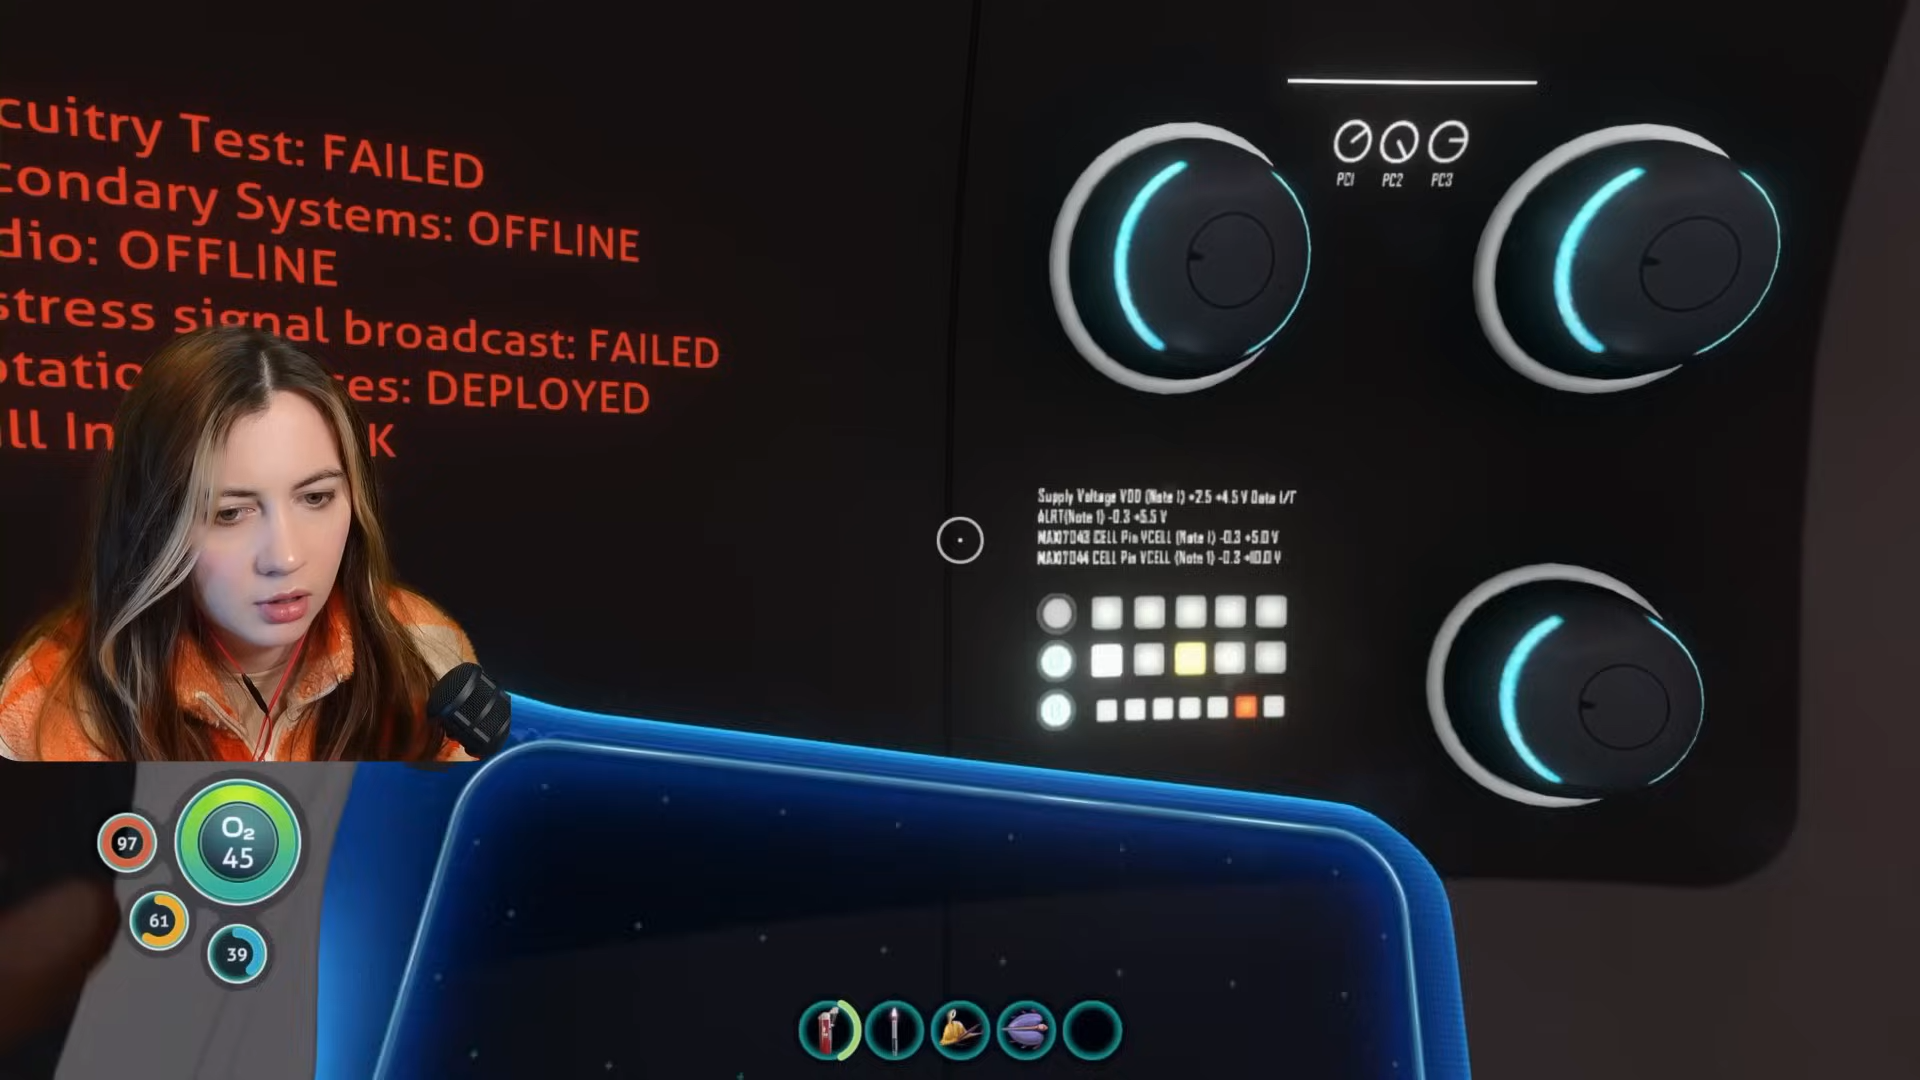 cuitry Test: FAILED
condary Systems: OFFLINE
dio: OFFLINE
stress signal broadcast: FAILED
otatio es: DEPLOYED
ll In K
PC1 PC2 PC3
Supply Voltage VDD (Note 1) +2.5 +4.5 V Data I/T
ALRT(Note 1) -0.3 +5.5 V
MAX17043 CELL Pin VCELL (Note 1) -0.3 +5.0 V
MAX17044 CELL Pin VCELL (Note 1) -0.3 +10.0 V
O₂
45
97
61
39